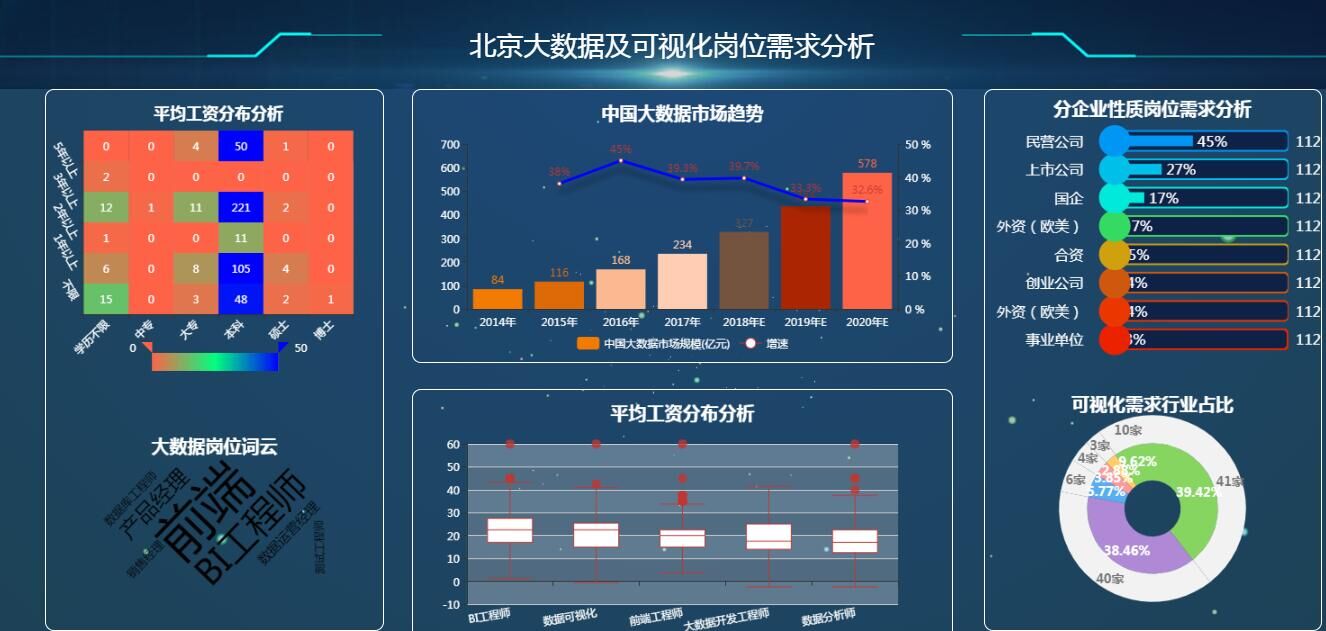 北京大数据及可视化岗位需求分析
平均工资分布分析
5年以上 0 0 4 50 1 0
3年以上 2 0 0 0 0 0
2年以上 12 1 11 221 2 0
1年以上 1 0 0 11 0 0
6 0 8 105 4 0
不限 15 0 3 48 2 1
学历不限 中专 大专 本科 硕士 博士
0 50
大数据岗位词云
数据库工程师
产品经理
前端
BI工程师
数据运营经理
销售经理
测试工程师
中国大数据市场趋势
700 600 500 400 300 200 100 0
50 % 40 % 30 % 20 % 10 % 0 %
38% 45% 39.3% 39.7% 33.3% 32.6%
84 116 168 234 327 578
2014年 2015年 2016年 2017年 2018年E 2019年E 2020年E
中国大数据市场规模(亿元) 增速
平均工资分布分析
60
50
40
30
20
10
0
-10
BI工程师 数据可视化 前端工程师 大数据开发工程师 数据分析师
分企业性质岗位需求分析
民营公司 45% 112
上市公司 27% 112
国企 17% 112
外资（欧美） 7% 112
合资 5% 112
创业公司 4% 112
外资（欧美） 4% 112
事业单位 3% 112
可视化需求行业占比
10家
3家
4家
6家
41家
40家
9.62%
2.88%
3.85%
5.77%
39.42%
38.46%